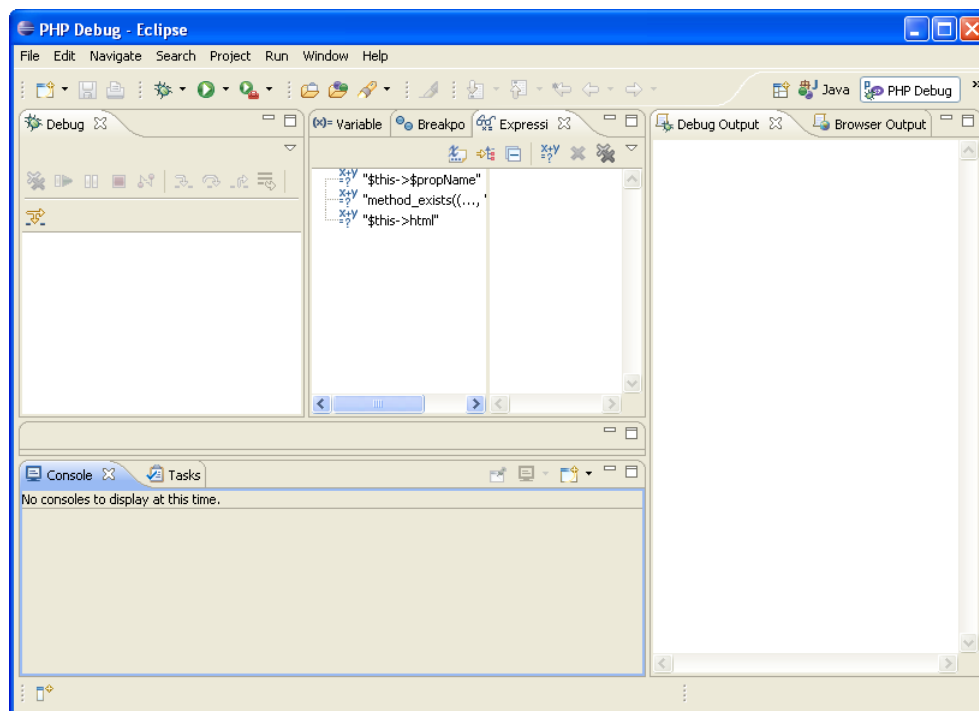 PHP Debug - Eclipse
File Edit Navigate Search Project Run Window Help
Java PHP Debug »
Debug
(x)= Variable Breakpo Expressi
Debug Output Browser Output
X+Y =? "$this->$propName"
X+Y =? "method_exists((..., '
X+Y =? "$this->html"
Console Tasks
No consoles to display at this time.